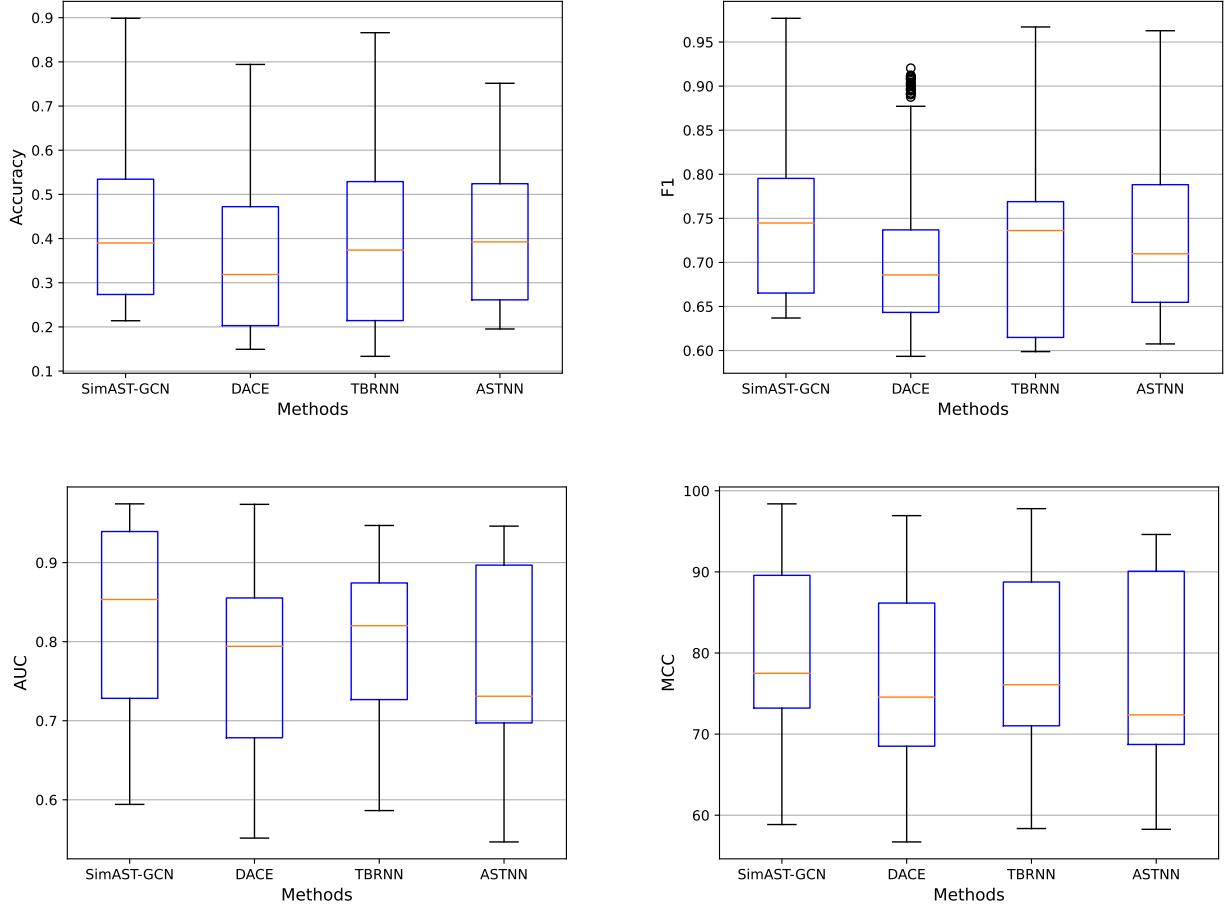 Accuracy
0.9
0.8
0.7
0.6
0.5
0.4
0.3
0.2
0.1
SimAST-GCN DACE TBRNN ASTNN
Methods
F1
0.95
0.90
0.85
0.80
0.75
0.70
0.65
0.60
SimAST-GCN DACE TBRNN ASTNN
Methods
AUC
0.9
0.8
0.7
0.6
SimAST-GCN DACE TBRNN ASTNN
Methods
MCC
100
90
80
70
60
SimAST-GCN DACE TBRNN ASTNN
Methods